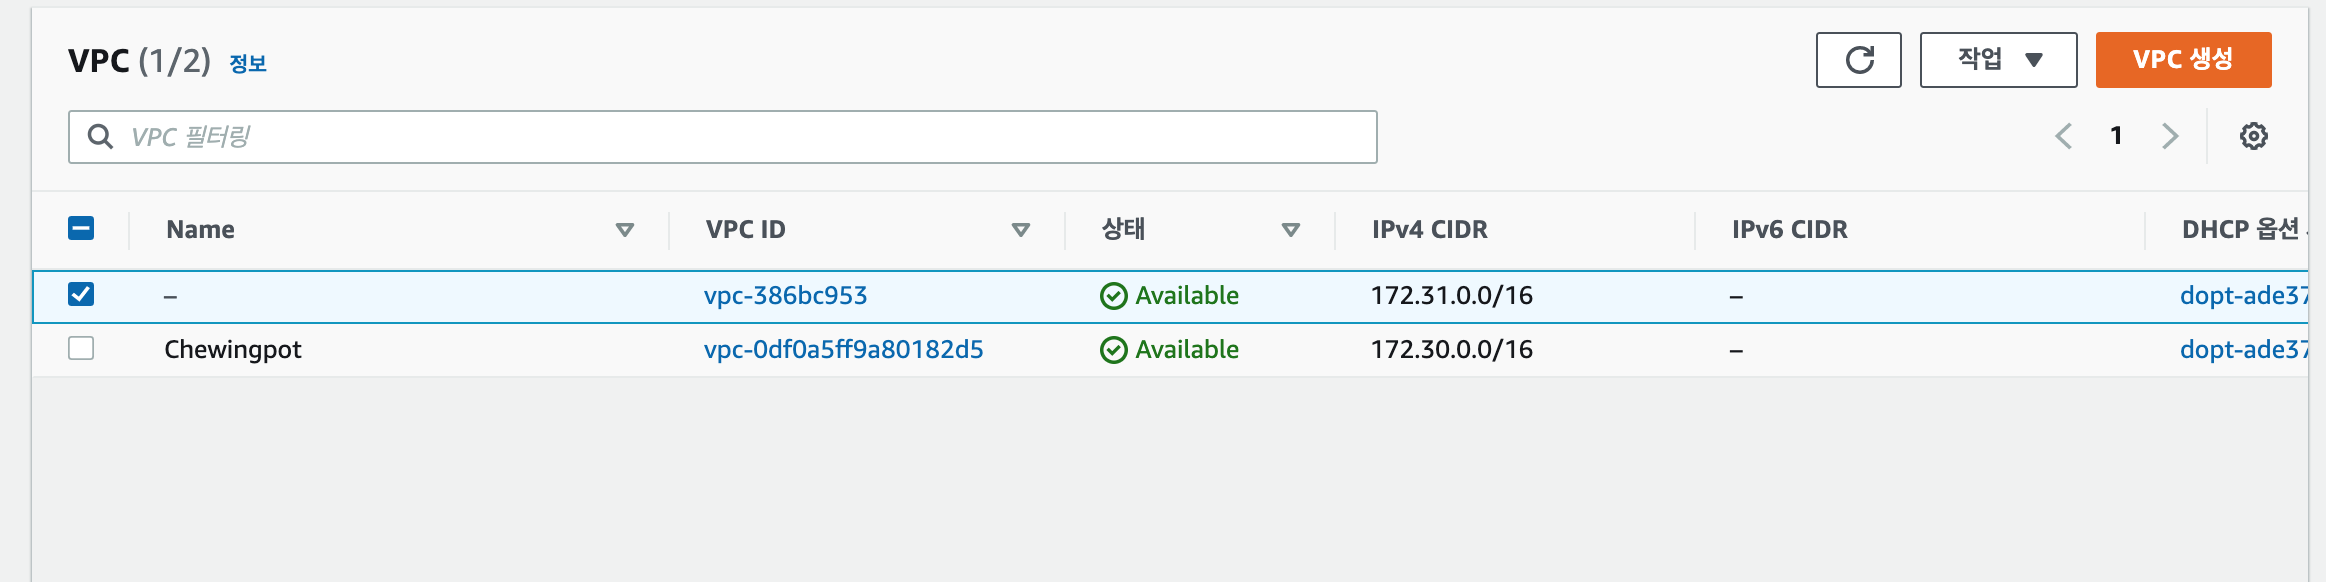 VPC (1/2) 정보
작업 VPC 생성
VPC 필터링
1
Name VPC ID 상태 IPv4 CIDR IPv6 CIDR DHCP 옵션
– vpc-386bc953 Available 172.31.0.0/16 – dopt-ade37
Chewingpot vpc-0df0a5ff9a80182d5 Available 172.30.0.0/16 – dopt-ade37